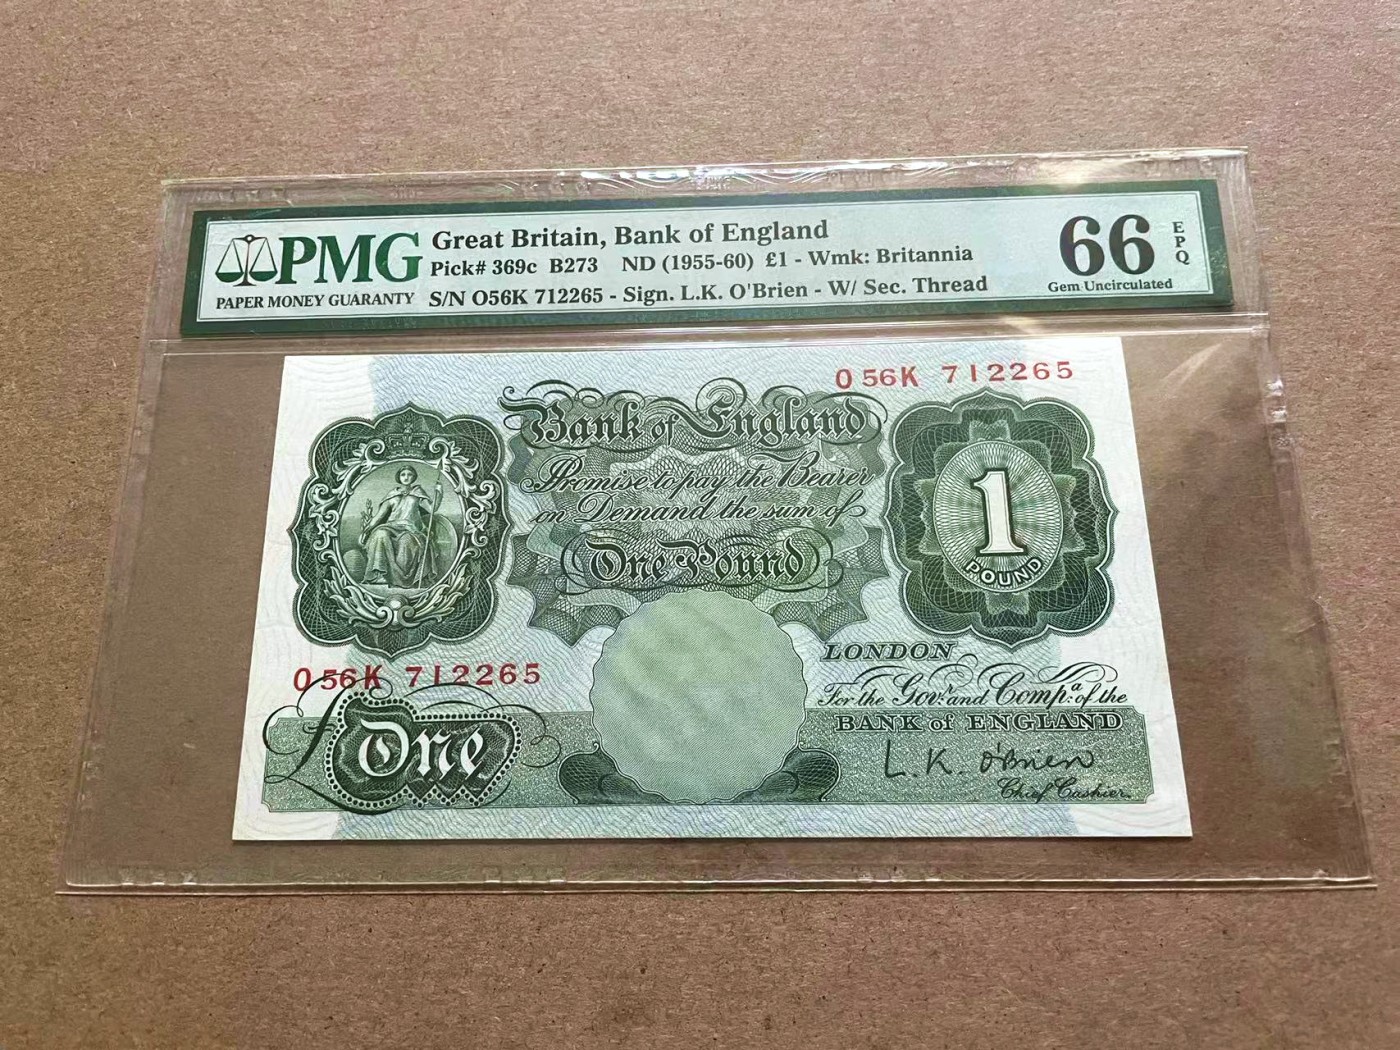 PMG
PAPER MONEY GUARANTY
Great Britain, Bank of England
Pick# 369c B273 ND (1955-60) £1 - Wmk: Britannia
S/N O56K 712265 - Sign. L.K. O'Brien - W/ Sec. Thread
66 EPQ
Gem Uncirculated
O56K 712265
Bank of England
Promise to pay the Bearer
on Demand the sum of
One Pound
1
POUND
O56K 712265
£One
LONDON
For the Govr. and Compa. of the
BANK of ENGLAND
L.K. O'Brien
Chief Cashier.